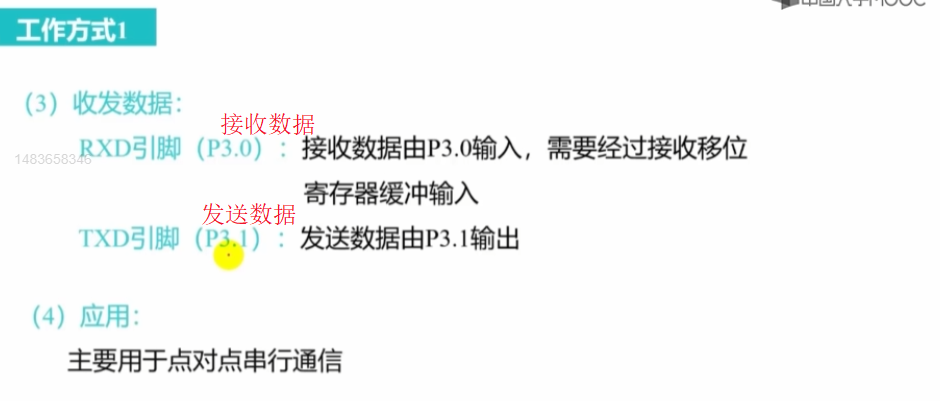 中国大学MOOC
工作方式1
（3）收发数据：
接收数据
RXD引脚（P3.0）：接收数据由P3.0输入，需要经过接收移位
1483658346
寄存器缓冲输入
发送数据
TXD引脚（P3.1）：发送数据由P3.1输出
（4）应用：
主要用于点对点串行通信